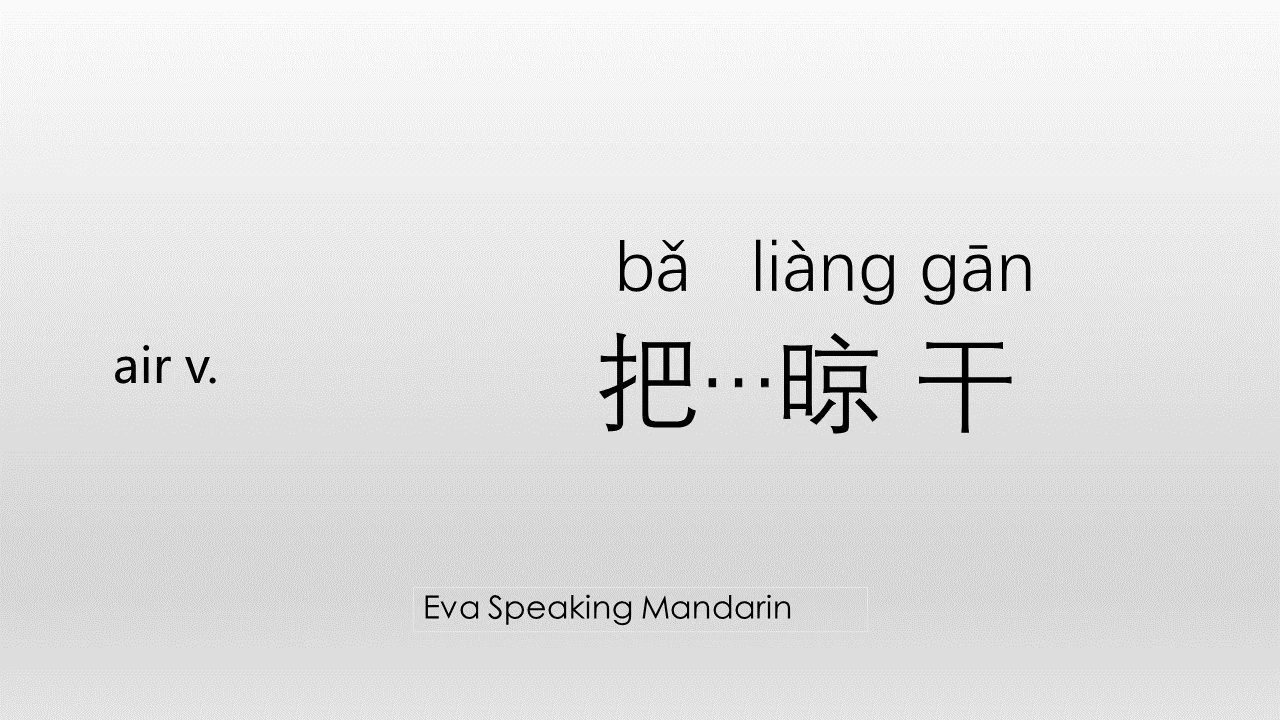 bǎ liàng gān
air v.
把…晾 干
Eva Speaking Mandarin